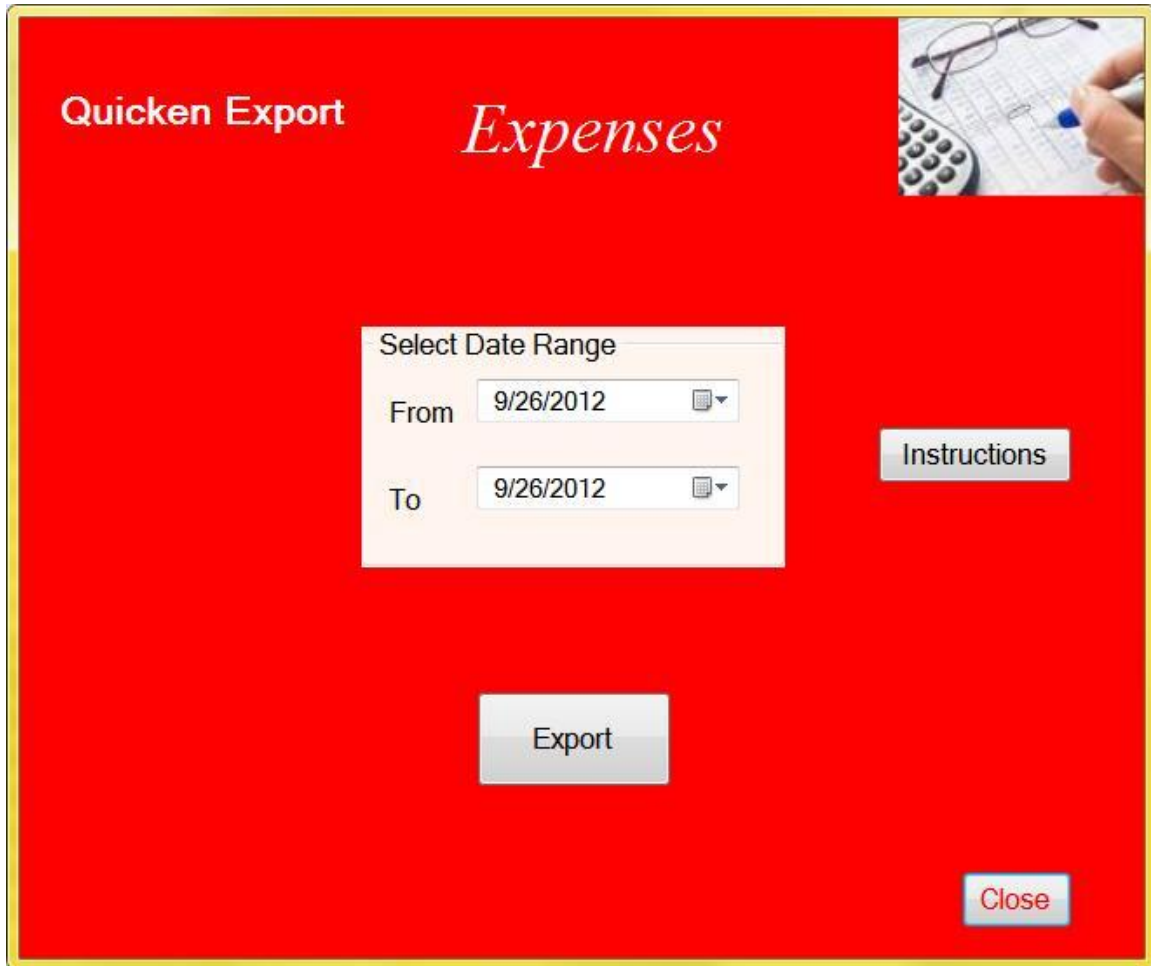 Quicken Export
Expenses
Select Date Range
From 9/26/2012
To 9/26/2012
Instructions
Export
Close